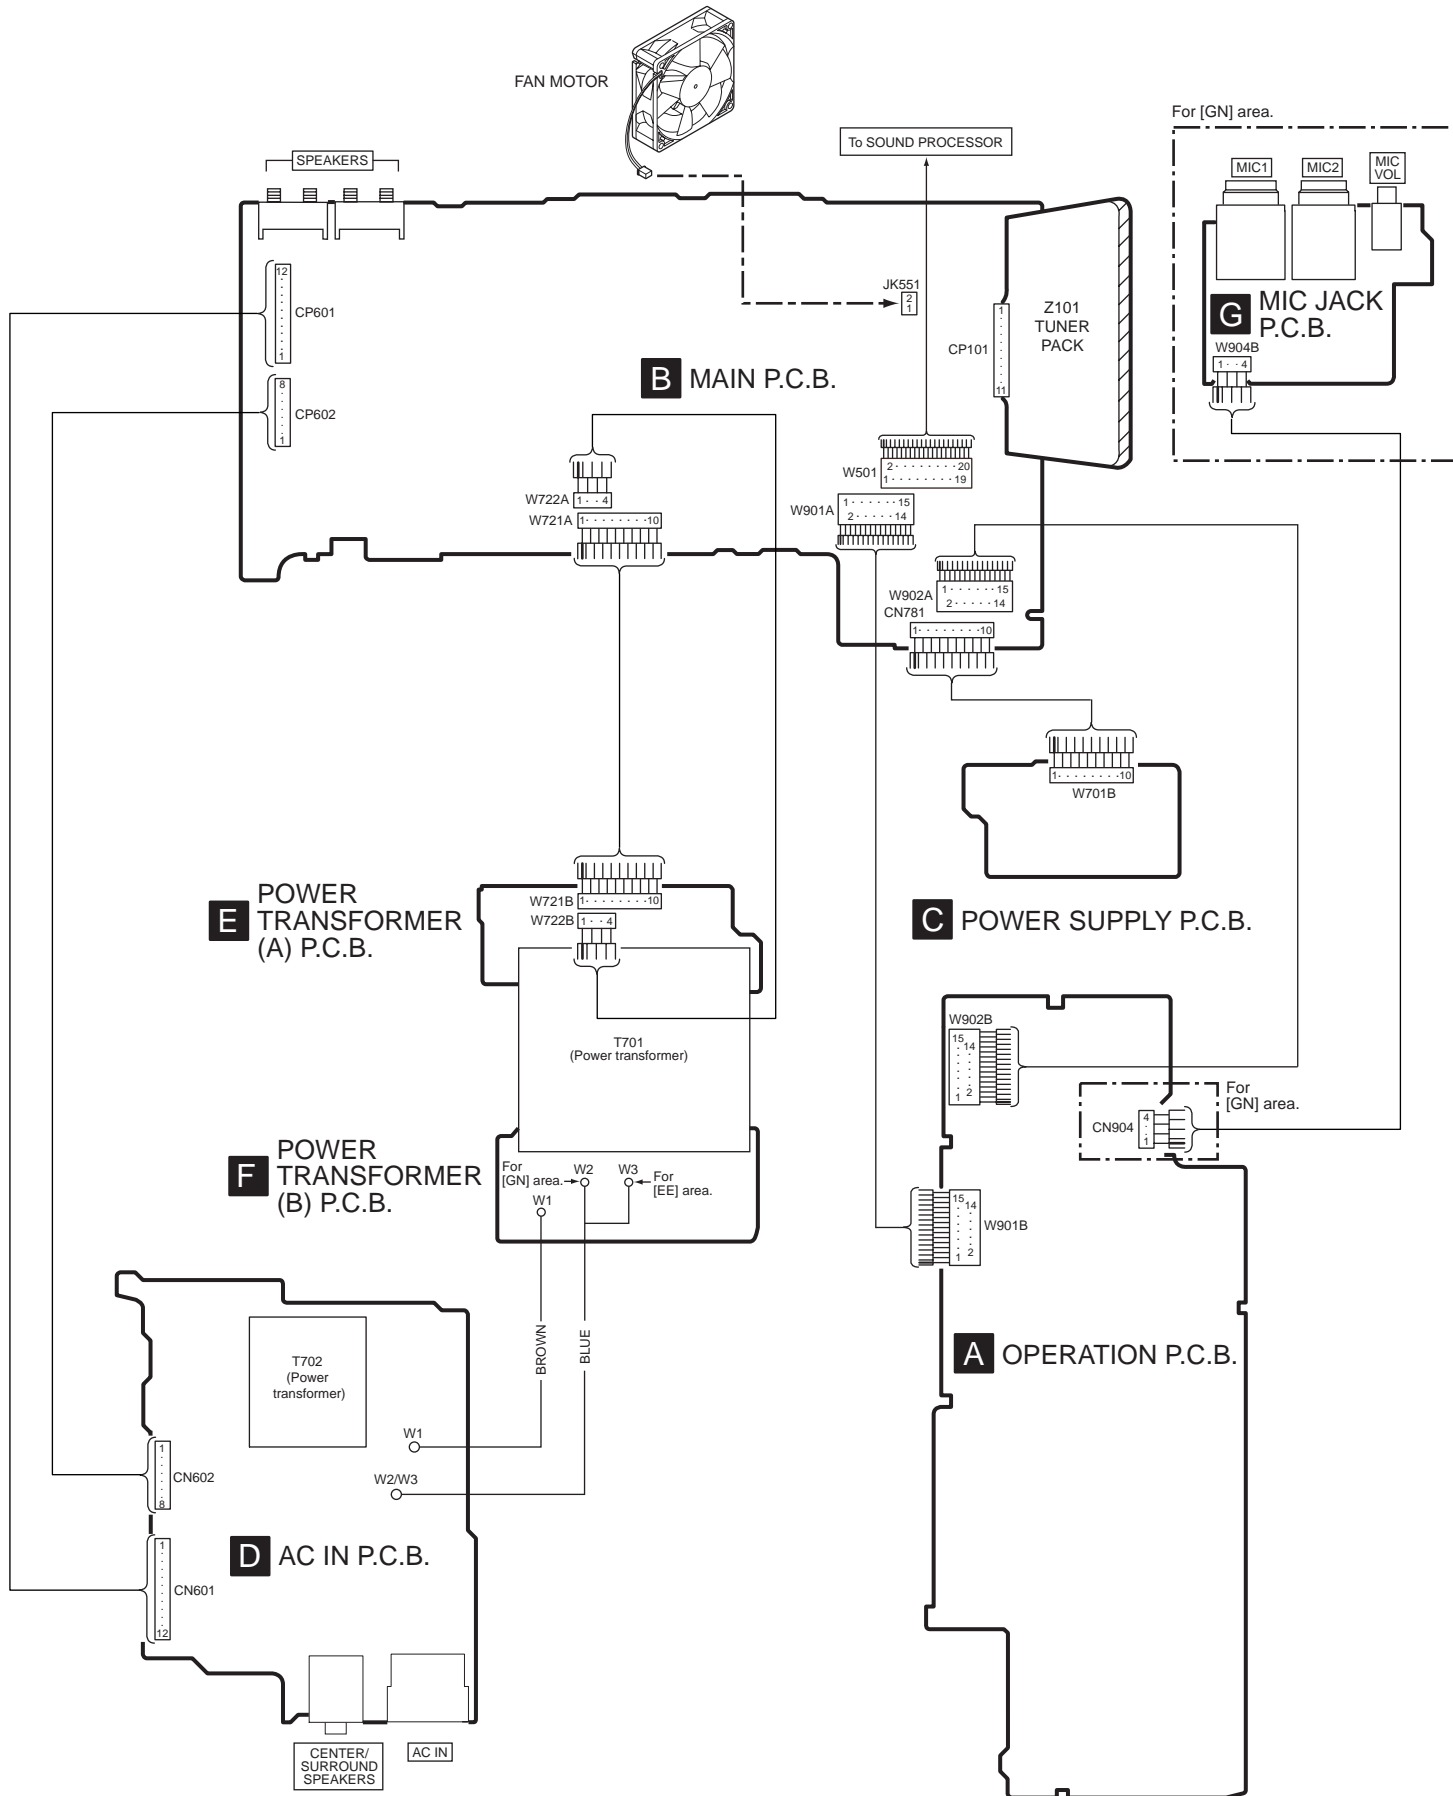 FAN MOTOR
For [GN] area.
To SOUND PROCESSOR
SPEAKERS
MIC1
MIC2
MIC
VOL
12
CP601
1
JK551
2
1
Z101
TUNER
PACK
1
CP101
11
G MIC JACK
P.C.B.
W904B
1 · · 4
8
CP602
1
B MAIN P.C.B.
W501
2 · · · · · · · · 20
1 · · · · · · · · 19
W722A
1 · · 4
W721A
1 · · · · · · · · 10
W901A
1 · · · · · · 15
2 · · · · · 14
W902A
1 · · · · · · 15
2 · · · · · 14
CN781
1 · · · · · · · · 10
1 · · · · · · · · 10
W701B
E POWER
TRANSFORMER
(A) P.C.B.
W721B
1 · · · · · · · · 10
W722B
1 · · 4
C POWER SUPPLY P.C.B.
T701
(Power transformer)
W902B
15
14
2
1
For
[GN] area.
CN904
4
1
F POWER
TRANSFORMER
(B) P.C.B.
For
[GN] area.
W2
W3
For
[EE] area.
W1
15
14
2
1
W901B
BROWN
BLUE
T702
(Power
transformer)
A OPERATION P.C.B.
W1
1
CN602
8
W2/W3
D AC IN P.C.B.
1
CN601
12
CENTER/
SURROUND
SPEAKERS
AC IN